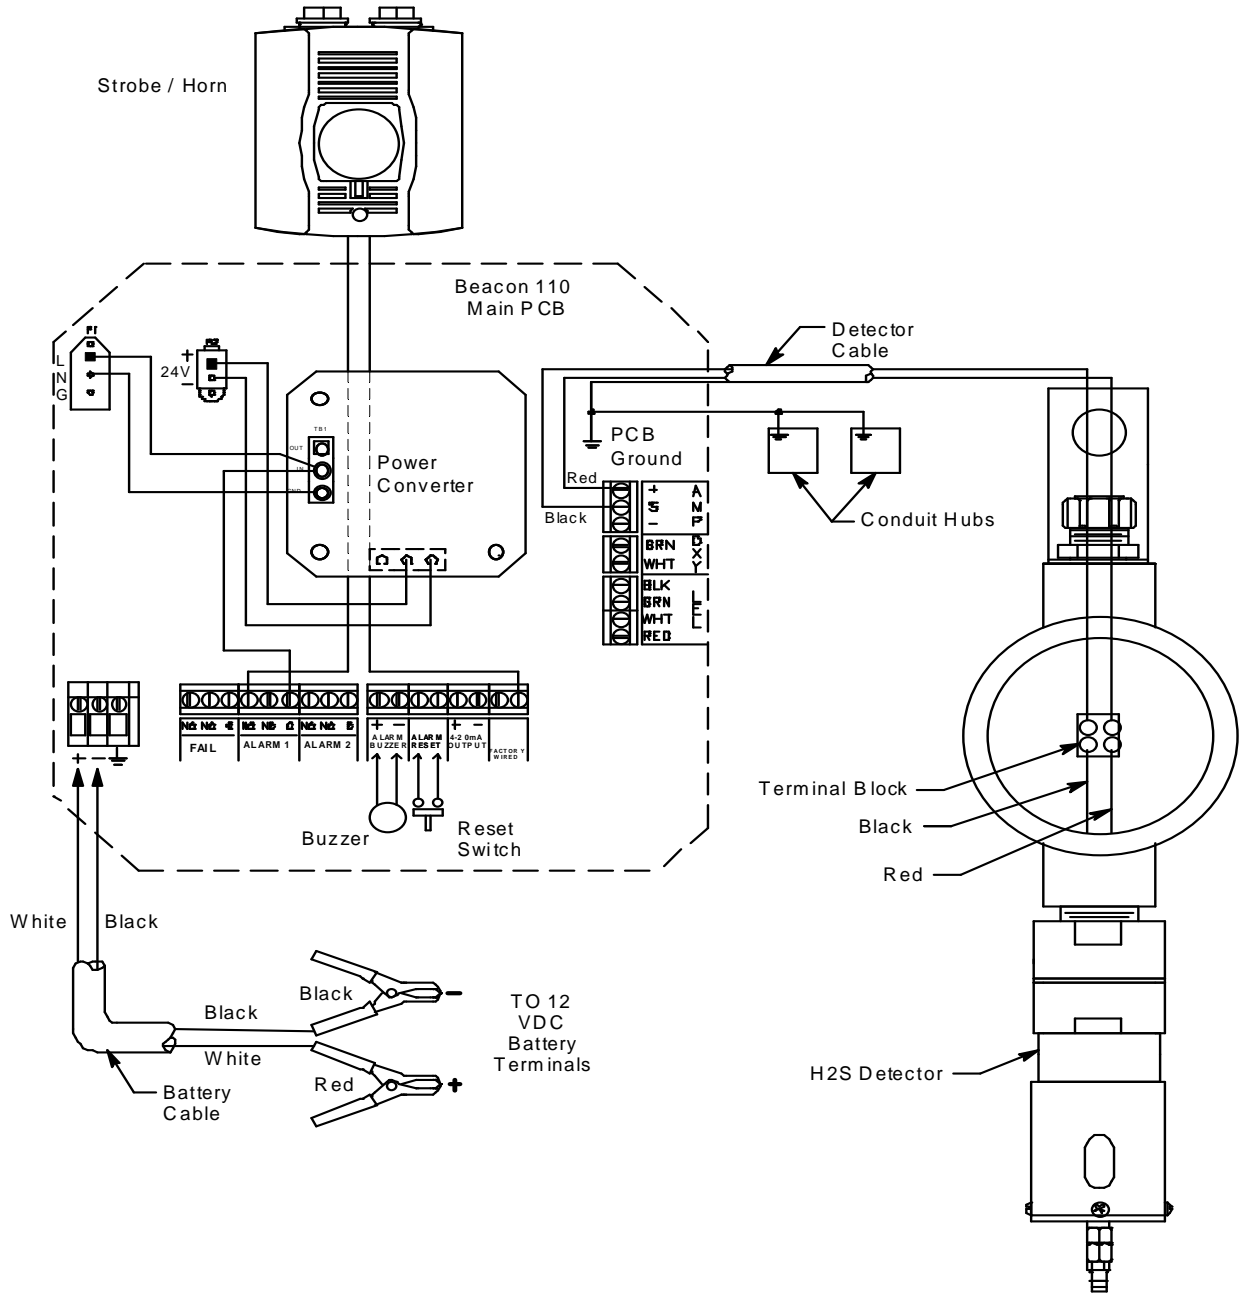 Strobe / Horn
Beacon 110
Main PCB
Detector
Cable
P1
L
N
G
+
24V
−
TB1
OUT
IN
GND
Power
Converter
PCB
Ground
Red
Black
Conduit Hubs
+
S
−
AMP
BRN
WHT
DXY
BLK
BRN
WHT
RED
FAIL
ALARM 1
ALARM 2
+ −
ALARM
BUZZER
ALARM
RESET
+ −
4-20mA
OUTPUT
FACTORY
WIRED
+ −
Buzzer
Reset
Switch
Terminal Block
Black
Red
White
Black
Black
Black
−
White
Red
+
TO 12
VDC
Battery
Terminals
Battery
Cable
H2S Detector